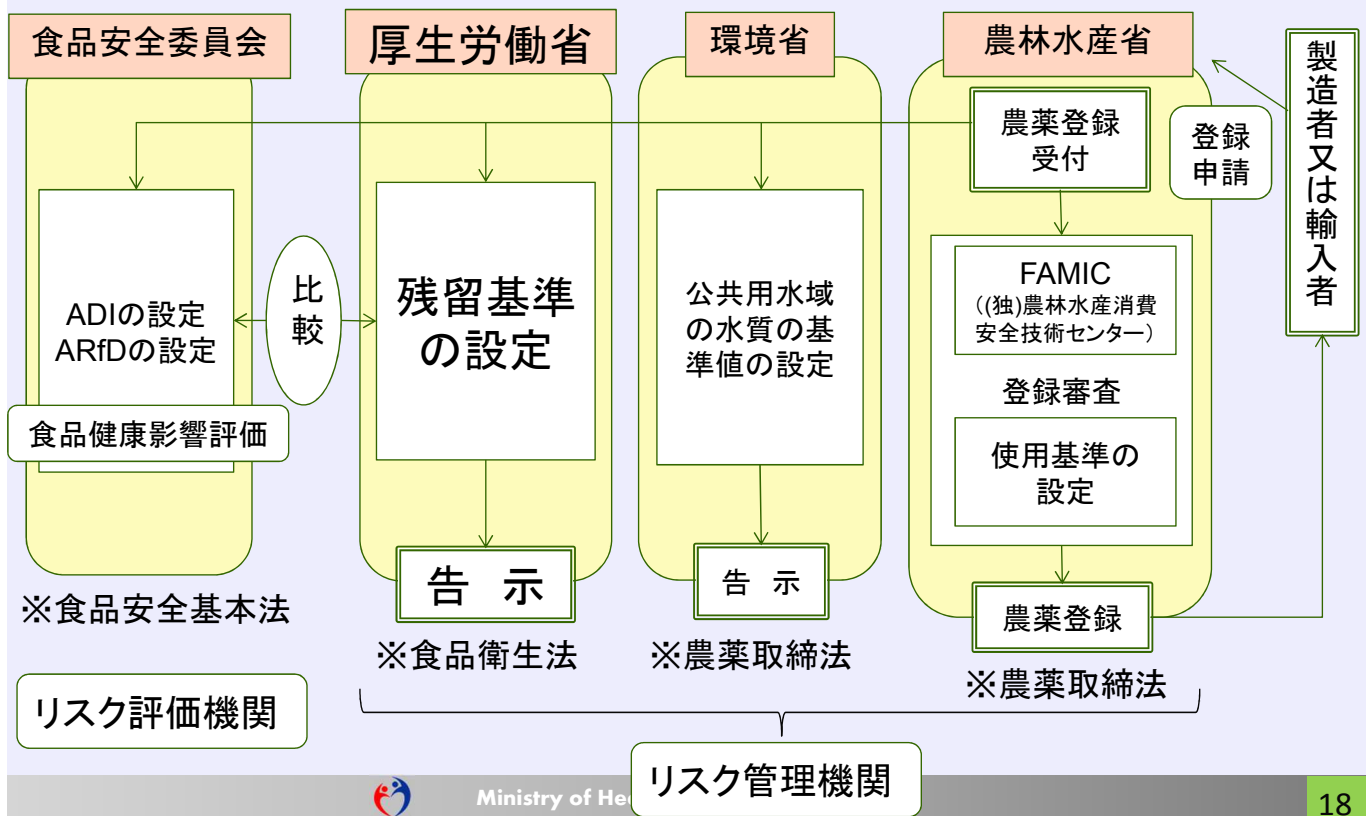 食品安全委員会
ADIの設定
ARfDの設定
食品健康影響評価
※食品安全基本法
リスク評価機関
比
較
厚生労働省
残留基準
の設定
告 示
※食品衛生法
環境省
公共用水域
の水質の基
準値の設定
告 示
※農薬取締法
農林水産省
農薬登録
受付
FAMIC
((独)農林水産消費
安全技術センター)
登録審査
使用基準の
設定
農薬登録
※農薬取締法
登録
申請
製造者又は輸入者
リスク管理機関
Ministry of He
18